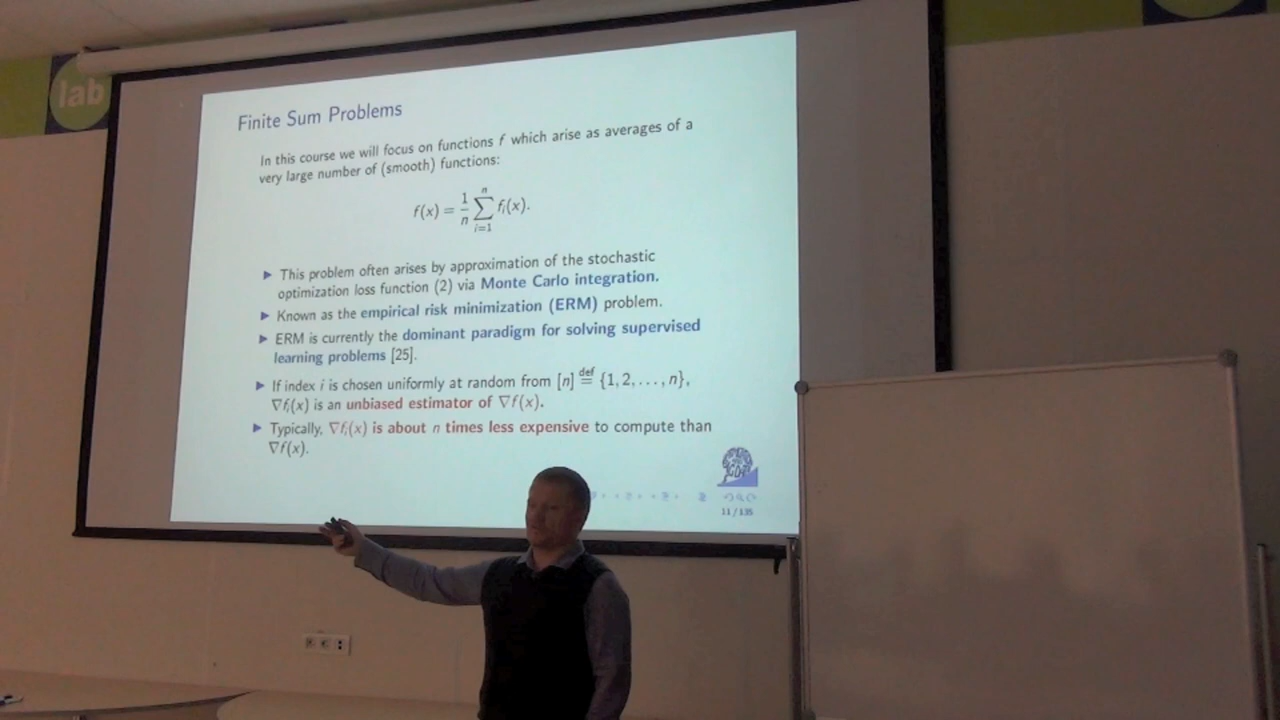 lab
Finite Sum Problems
In this course we will focus on functions f which arise as averages of a
very large number of (smooth) functions:
f(x) = \frac{1}{n} \sum_{i=1}^{n} f_i(x).
▶ This problem often arises by approximation of the stochastic
optimization loss function (2) via Monte Carlo integration.
▶ Known as the empirical risk minimization (ERM) problem.
▶ ERM is currently the dominant paradigm for solving supervised
learning problems [25].
▶ If index i is chosen uniformly at random from [n] \overset{def}{=} {1, 2, . . . , n},
∇f_i(x) is an unbiased estimator of ∇f(x).
▶ Typically, ∇f_i(x) is about n times less expensive to compute than
∇f(x).
11 / 135